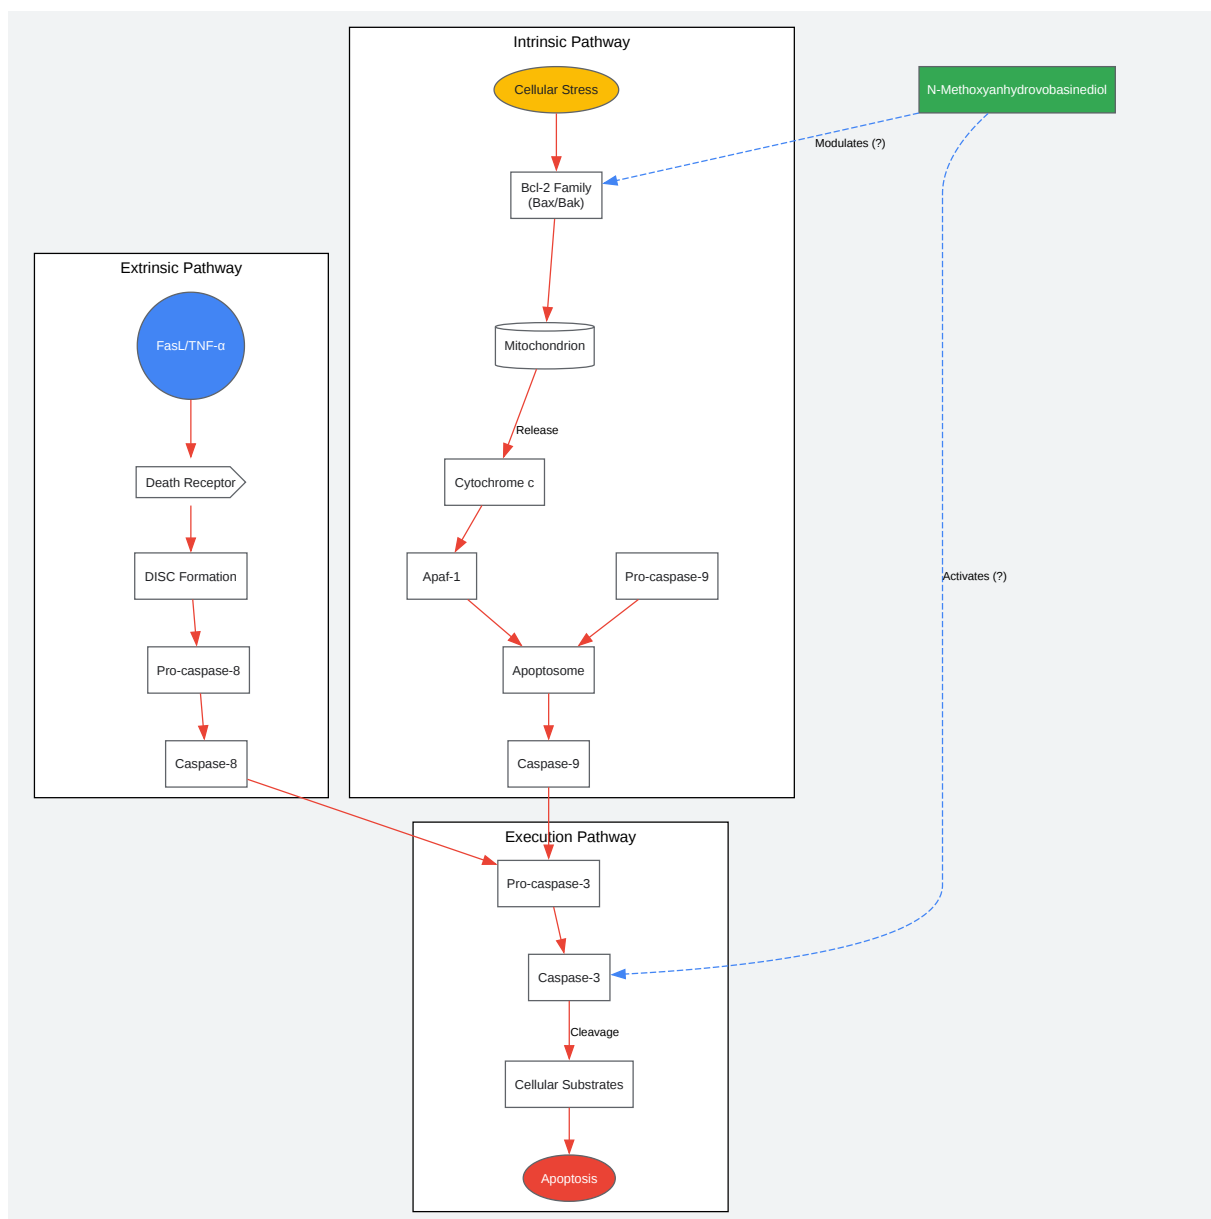 Intrinsic Pathway
Cellular Stress
N-Methoxyanhydrovobasinediol
Modulates (?)
Bcl-2 Family
(Bax/Bak)
Extrinsic Pathway
FasL/TNF-α
Mitochondrion
Release
Death Receptor
Cytochrome c
DISC Formation
Apaf-1
Pro-caspase-9
Activates (?)
Pro-caspase-8
Apoptosome
Caspase-8
Caspase-9
Execution Pathway
Pro-caspase-3
Caspase-3
Cleavage
Cellular Substrates
Apoptosis